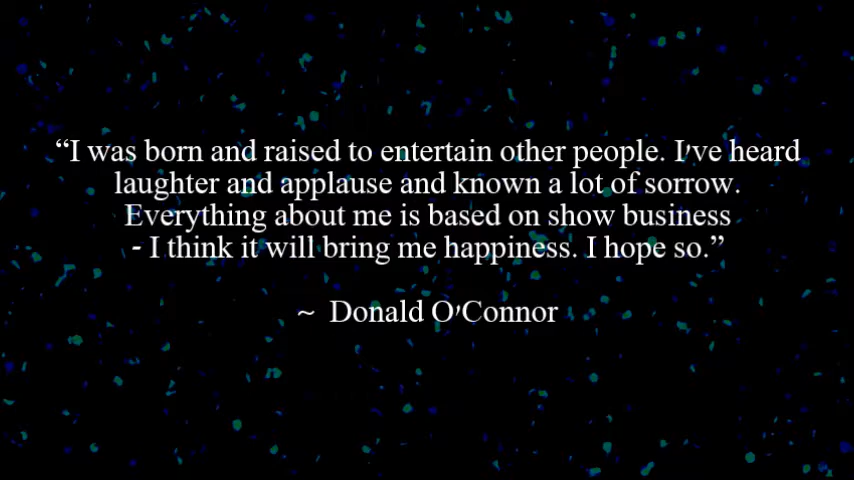 “I was born and raised to entertain other people. I've heard
laughter and applause and known a lot of sorrow.
Everything about me is based on show business
- I think it will bring me happiness. I hope so.”
~ Donald O'Connor